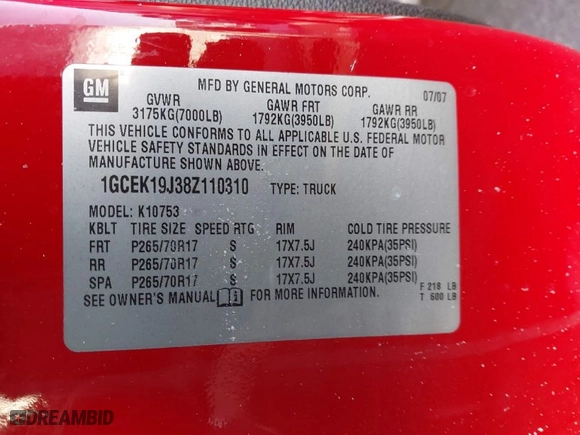 GM
MFD BY GENERAL MOTORS CORP. 07/07
GVWR GAWR FRT GAWR RR
3175KG(7000LB) 1792KG(3950LB) 1792KG(3950LB)
THIS VEHICLE CONFORMS TO ALL APPLICABLE U.S. FEDERAL MOTOR
VEHICLE SAFETY STANDARDS IN EFFECT ON THE DATE OF
MANUFACTURE SHOWN ABOVE.
1GCEK19J38Z110310 TYPE: TRUCK
MODEL: K10753
KBLT TIRE SIZE SPEED RTG RIM COLD TIRE PRESSURE
FRT P265/70R17 S 17X7.5J 240KPA(35PSI)
RR P265/70R17 S 17X7.5J 240KPA(35PSI)
SPA P265/70R17 S 17X7.5J 240KPA(35PSI)
SEE OWNER'S MANUAL i FOR MORE INFORMATION.
F 218 LB
T 600 LB
DREAMBID